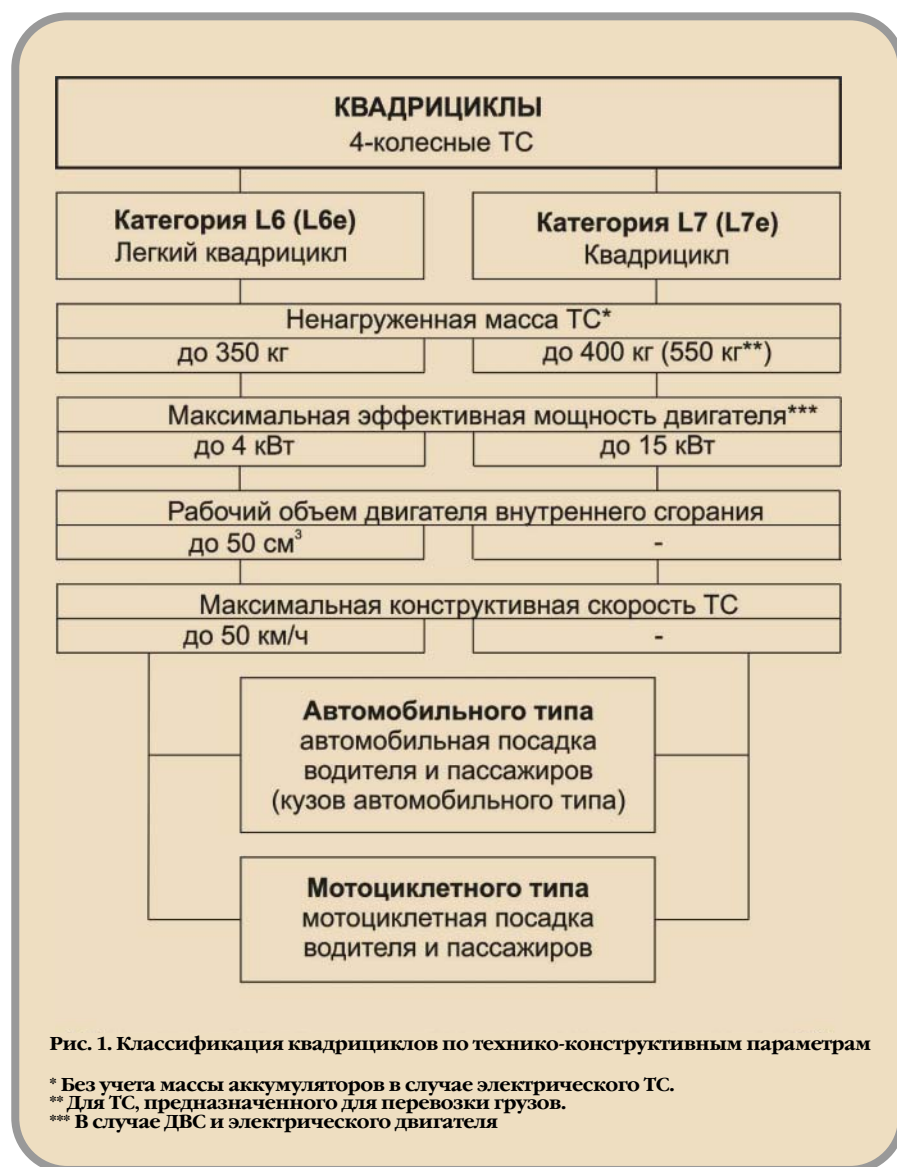 КВАДРИЦИКЛЫ
4-колесные ТС
Категория L6 (L6e)
Легкий квадрицикл
Категория L7 (L7e)
Квадрицикл
Ненагруженная масса ТС*
до 350 кг
до 400 кг (550 кг**)
Максимальная эффективная мощность двигателя***
до 4 кВт
до 15 кВт
Рабочий объем двигателя внутреннего сгорания
до 50 см³
-
Максимальная конструктивная скорость ТС
до 50 км/ч
-
Автомобильного типа
автомобильная посадка
водителя и пассажиров
(кузов автомобильного типа)
Мотоциклетного типа
мотоциклетная посадка
водителя и пассажиров
Рис. 1. Классификация квадрициклов по технико-конструктивным параметрам
* Без учета массы аккумуляторов в случае электрического ТС.
** Для ТС, предназначенного для перевозки грузов.
*** В случае ДВС и электрического двигателя